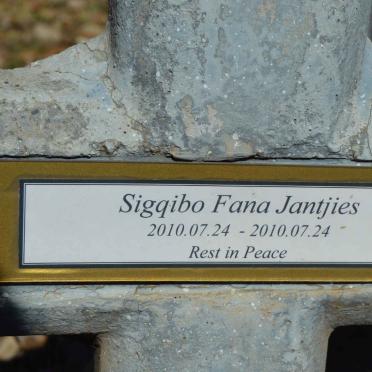 Sigqibo Fana Jantjies
2010.07.24 - 2010.07.24
Rest in Peace